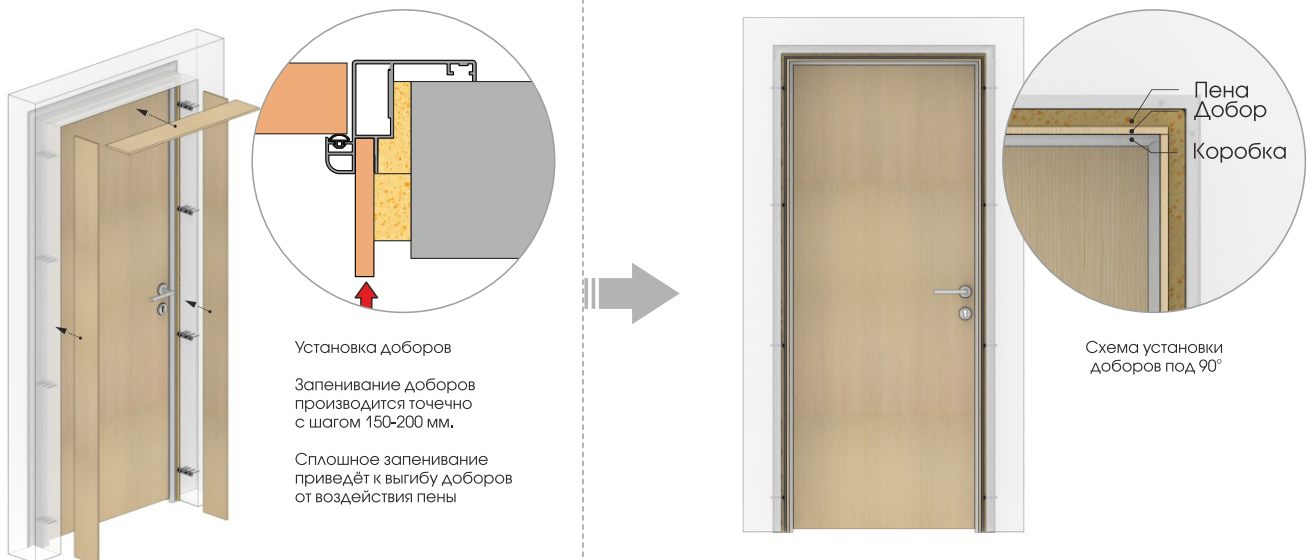 Установка доборов
Запенивание доборов
производится точечно
с шагом 150-200 мм.
Сплошное запенивание
приведёт к выгибу доборов
от воздействия пены
Пена
Добор
Коробка
Схема установки
доборов под 90°